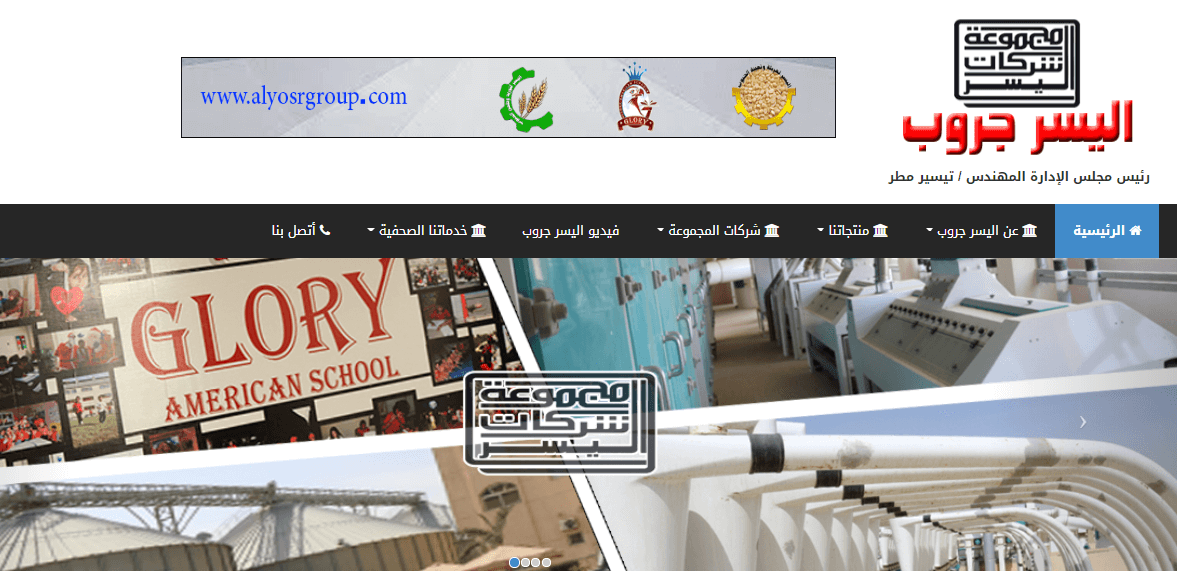 مجموعة
شركات
ليسر
اليسر جروب
رئيس مجلس الإدارة المهندس / تيسير مطر
www.alyosrgroup.com
GLORY
الرئيسية
عن اليسر جروب
منتجاتنا
شركات المجموعة
فيديو اليسر جروب
خدماتنا الصحفية
أتصل بنا
GLORY
AMERICAN SCHOOL
مجموعة
شركات
اليسر